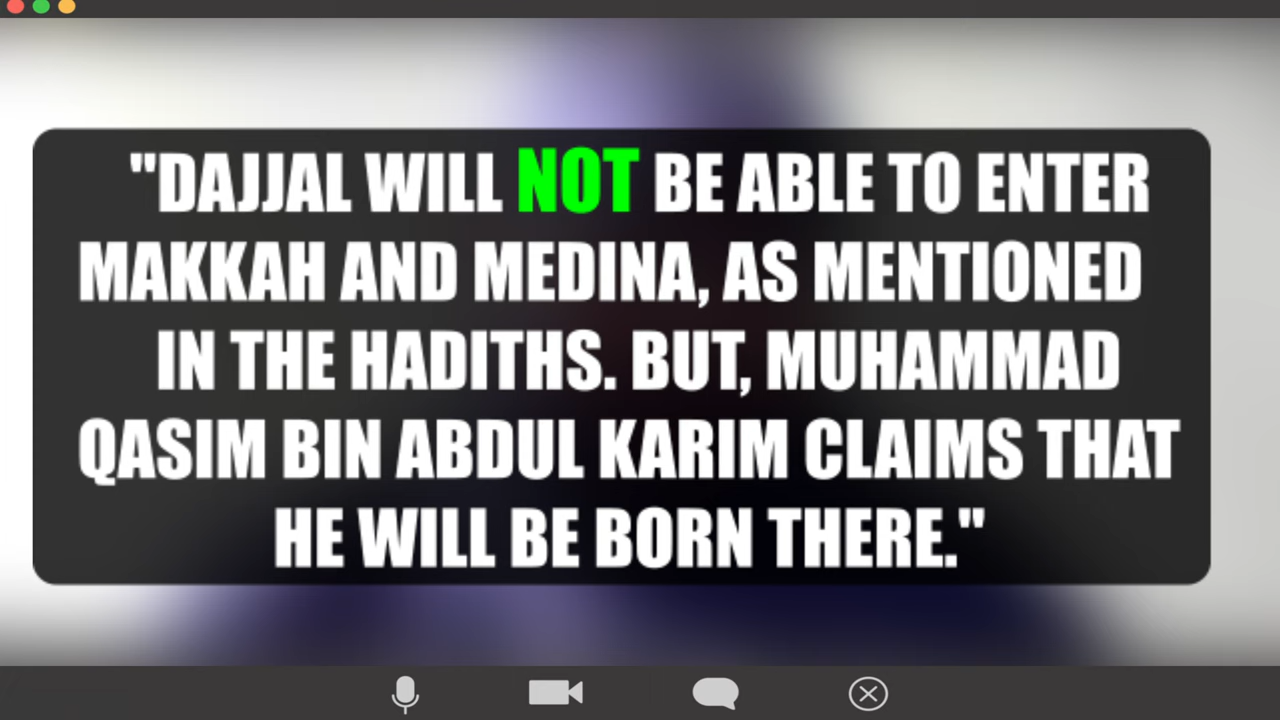 "DAJJAL WILL NOT BE ABLE TO ENTER
MAKKAH AND MEDINA, AS MENTIONED
IN THE HADITHS. BUT, MUHAMMAD
QASIM BIN ABDUL KARIM CLAIMS THAT
HE WILL BE BORN THERE."